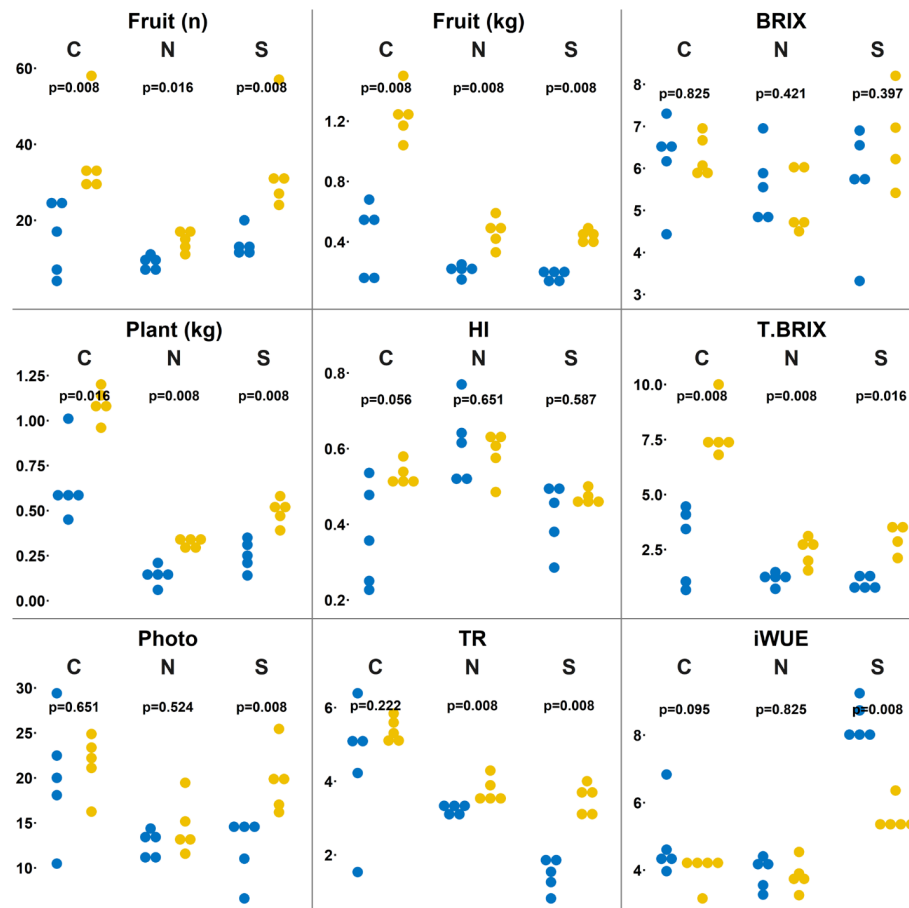 Fruit (n)
C N S
60
40
20
p=0.008 p=0.016 p=0.008
Fruit (kg)
C N S
1.2
0.8
0.4
p=0.008 p=0.008 p=0.008
BRIX
C N S
8
7
6
5
4
3
p=0.825 p=0.421 p=0.397
Plant (kg)
C N S
1.25
1.00
0.75
0.50
0.25
0.00
p=0.016 p=0.008 p=0.008
HI
C N S
0.8
0.6
0.4
0.2
p=0.056 p=0.651 p=0.587
T.BRIX
C N S
10.0
7.5
5.0
2.5
p=0.008 p=0.008 p=0.016
Photo
C N S
30
25
20
15
10
p=0.651 p=0.524 p=0.008
TR
C N S
6
4
2
p=0.222 p=0.008 p=0.008
iWUE
C N S
8
6
4
p=0.095 p=0.825 p=0.008